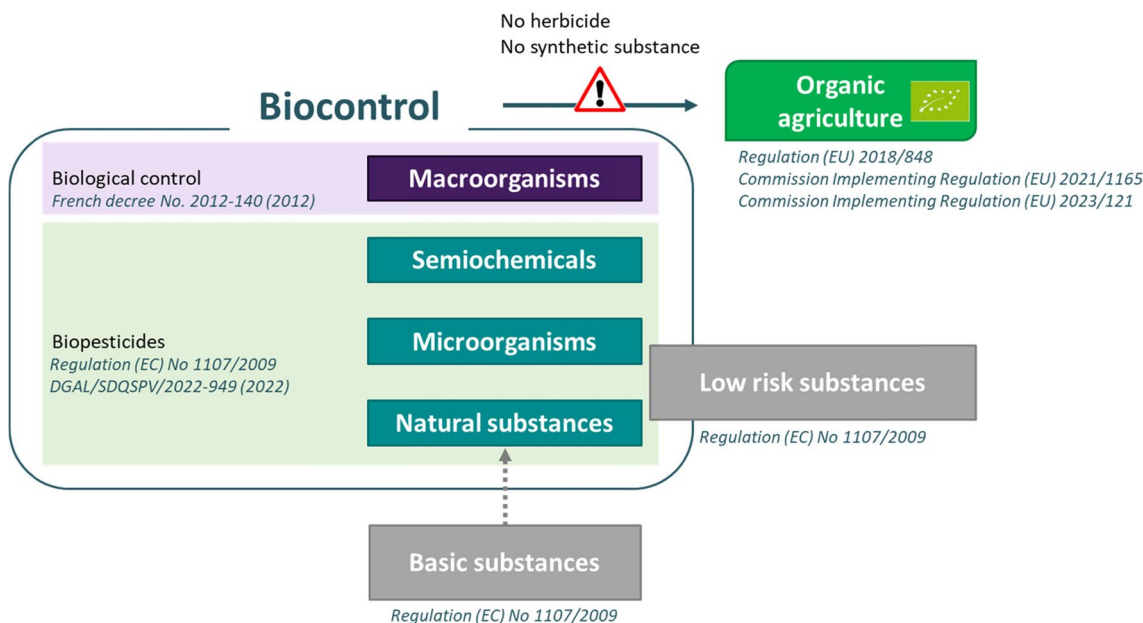 No herbicide
No synthetic substance
Biocontrol
Organic
agriculture
Regulation (EU) 2018/848
Commission Implementing Regulation (EU) 2021/1165
Commission Implementing Regulation (EU) 2023/121
Biological control
French decree No. 2012-140 (2012)
Macroorganisms
Semiochemicals
Biopesticides
Regulation (EC) No 1107/2009
DGAL/SDQSPV/2022-949 (2022)
Microorganisms
Natural substances
Low risk substances
Regulation (EC) No 1107/2009
Basic substances
Regulation (EC) No 1107/2009